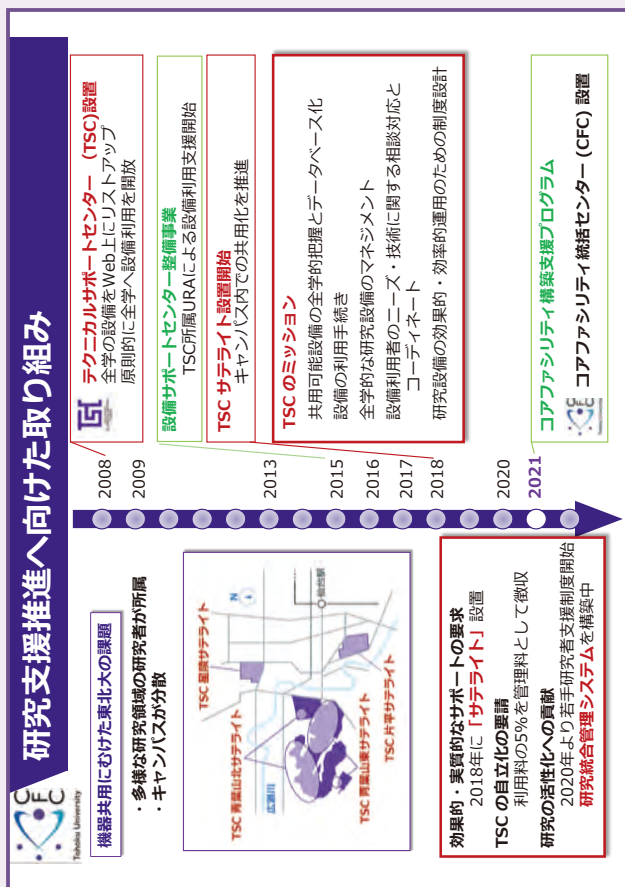 CFC
Tohoku University
研究支援推進へ向けた取り組み
機器共用にむけた東北大の課題
・多様な研究領域の研究者が所属
・キャンパスが分散
TSC 星陵サテライト
TSC 青葉山北サテライト
広瀬川
仙台駅
N
TSC 青葉山東サテライト
TSC 片平サテライト
効果的・実質的なサポートの要求
2018年に「サテライト」設置
TSC の自立化の要請
利用料の5%を管理料として徴収
研究の活性化への貢献
2020年より若手研究者支援制度開始
研究統合管理システムを構築中
2008
2009
2013
2015
2016
2017
2018
2020
2021
テクニカルサポートセンター (TSC)設置
全学の設備をWeb上にリストアップ
原則的に全学へ設備利用を開放
設備サポートセンター整備事業
TSC所属URAによる設備利用支援開始
TSC サテライト設置開始
キャンパス内での共用化を推進
TSC のミッション
共用可能設備の全学的把握とデータベース化
設備の利用手続き
全学的な研究設備のマネジメント
設備利用者のニーズ・技術に関する相談対応と
コーディネート
研究設備の効果的・効率的運用のための制度設計
コアファシリティ構築支援プログラム
コアファシリティ統括センター (CFC) 設置